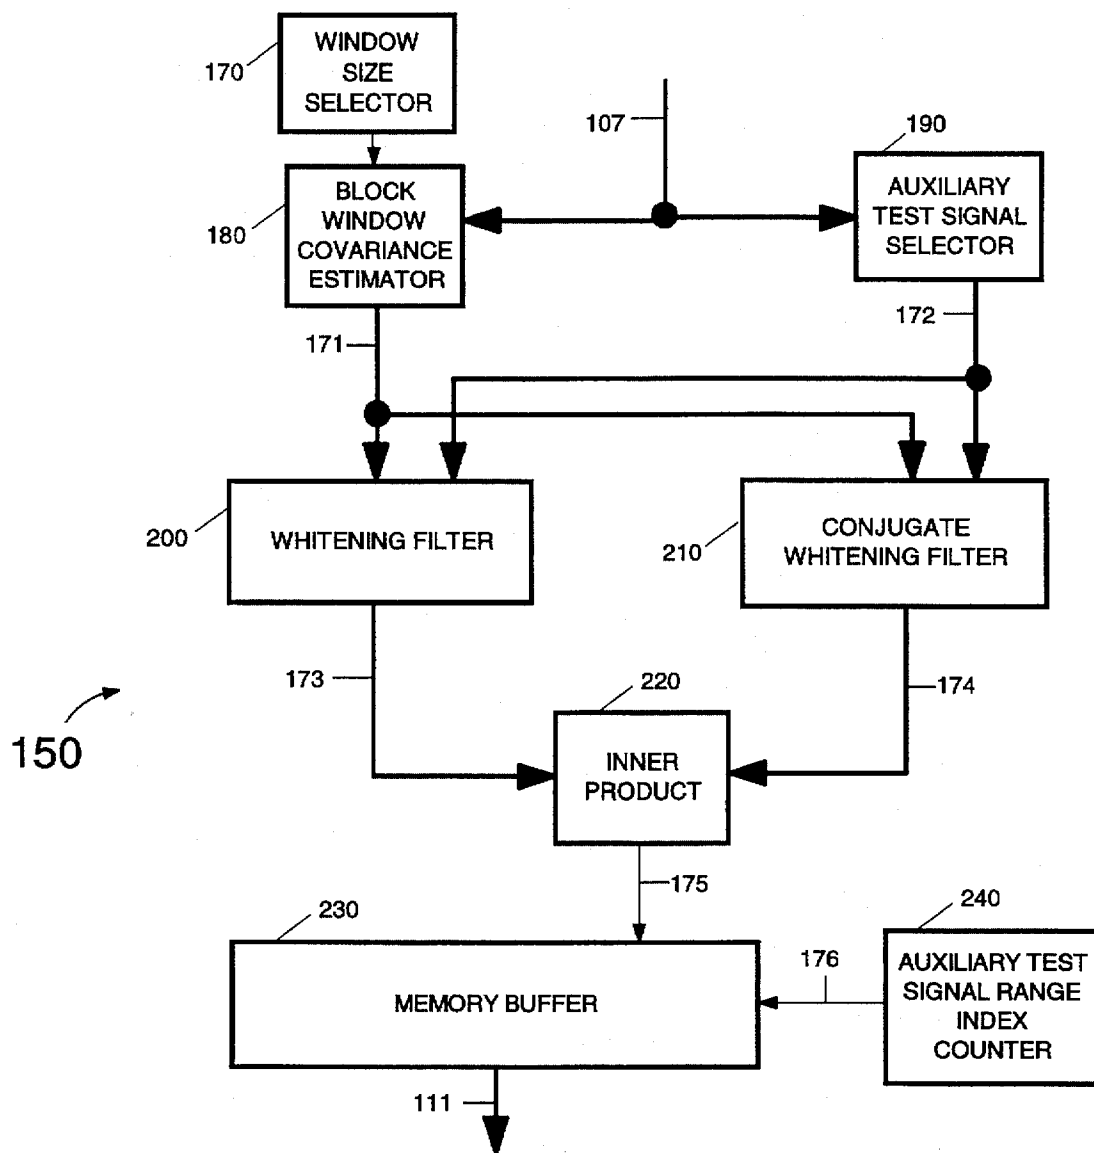 WINDOW
SIZE
SELECTOR
170
107
190
BLOCK
WINDOW
COVARIANCE
ESTIMATOR
180
AUXILIARY
TEST SIGNAL
SELECTOR
171
172
200
WHITENING FILTER
210
CONJUGATE
WHITENING FILTER
173
220
174
150
INNER
PRODUCT
175
230
240
176
MEMORY BUFFER
AUXILIARY TEST
SIGNAL RANGE
INDEX
COUNTER
111